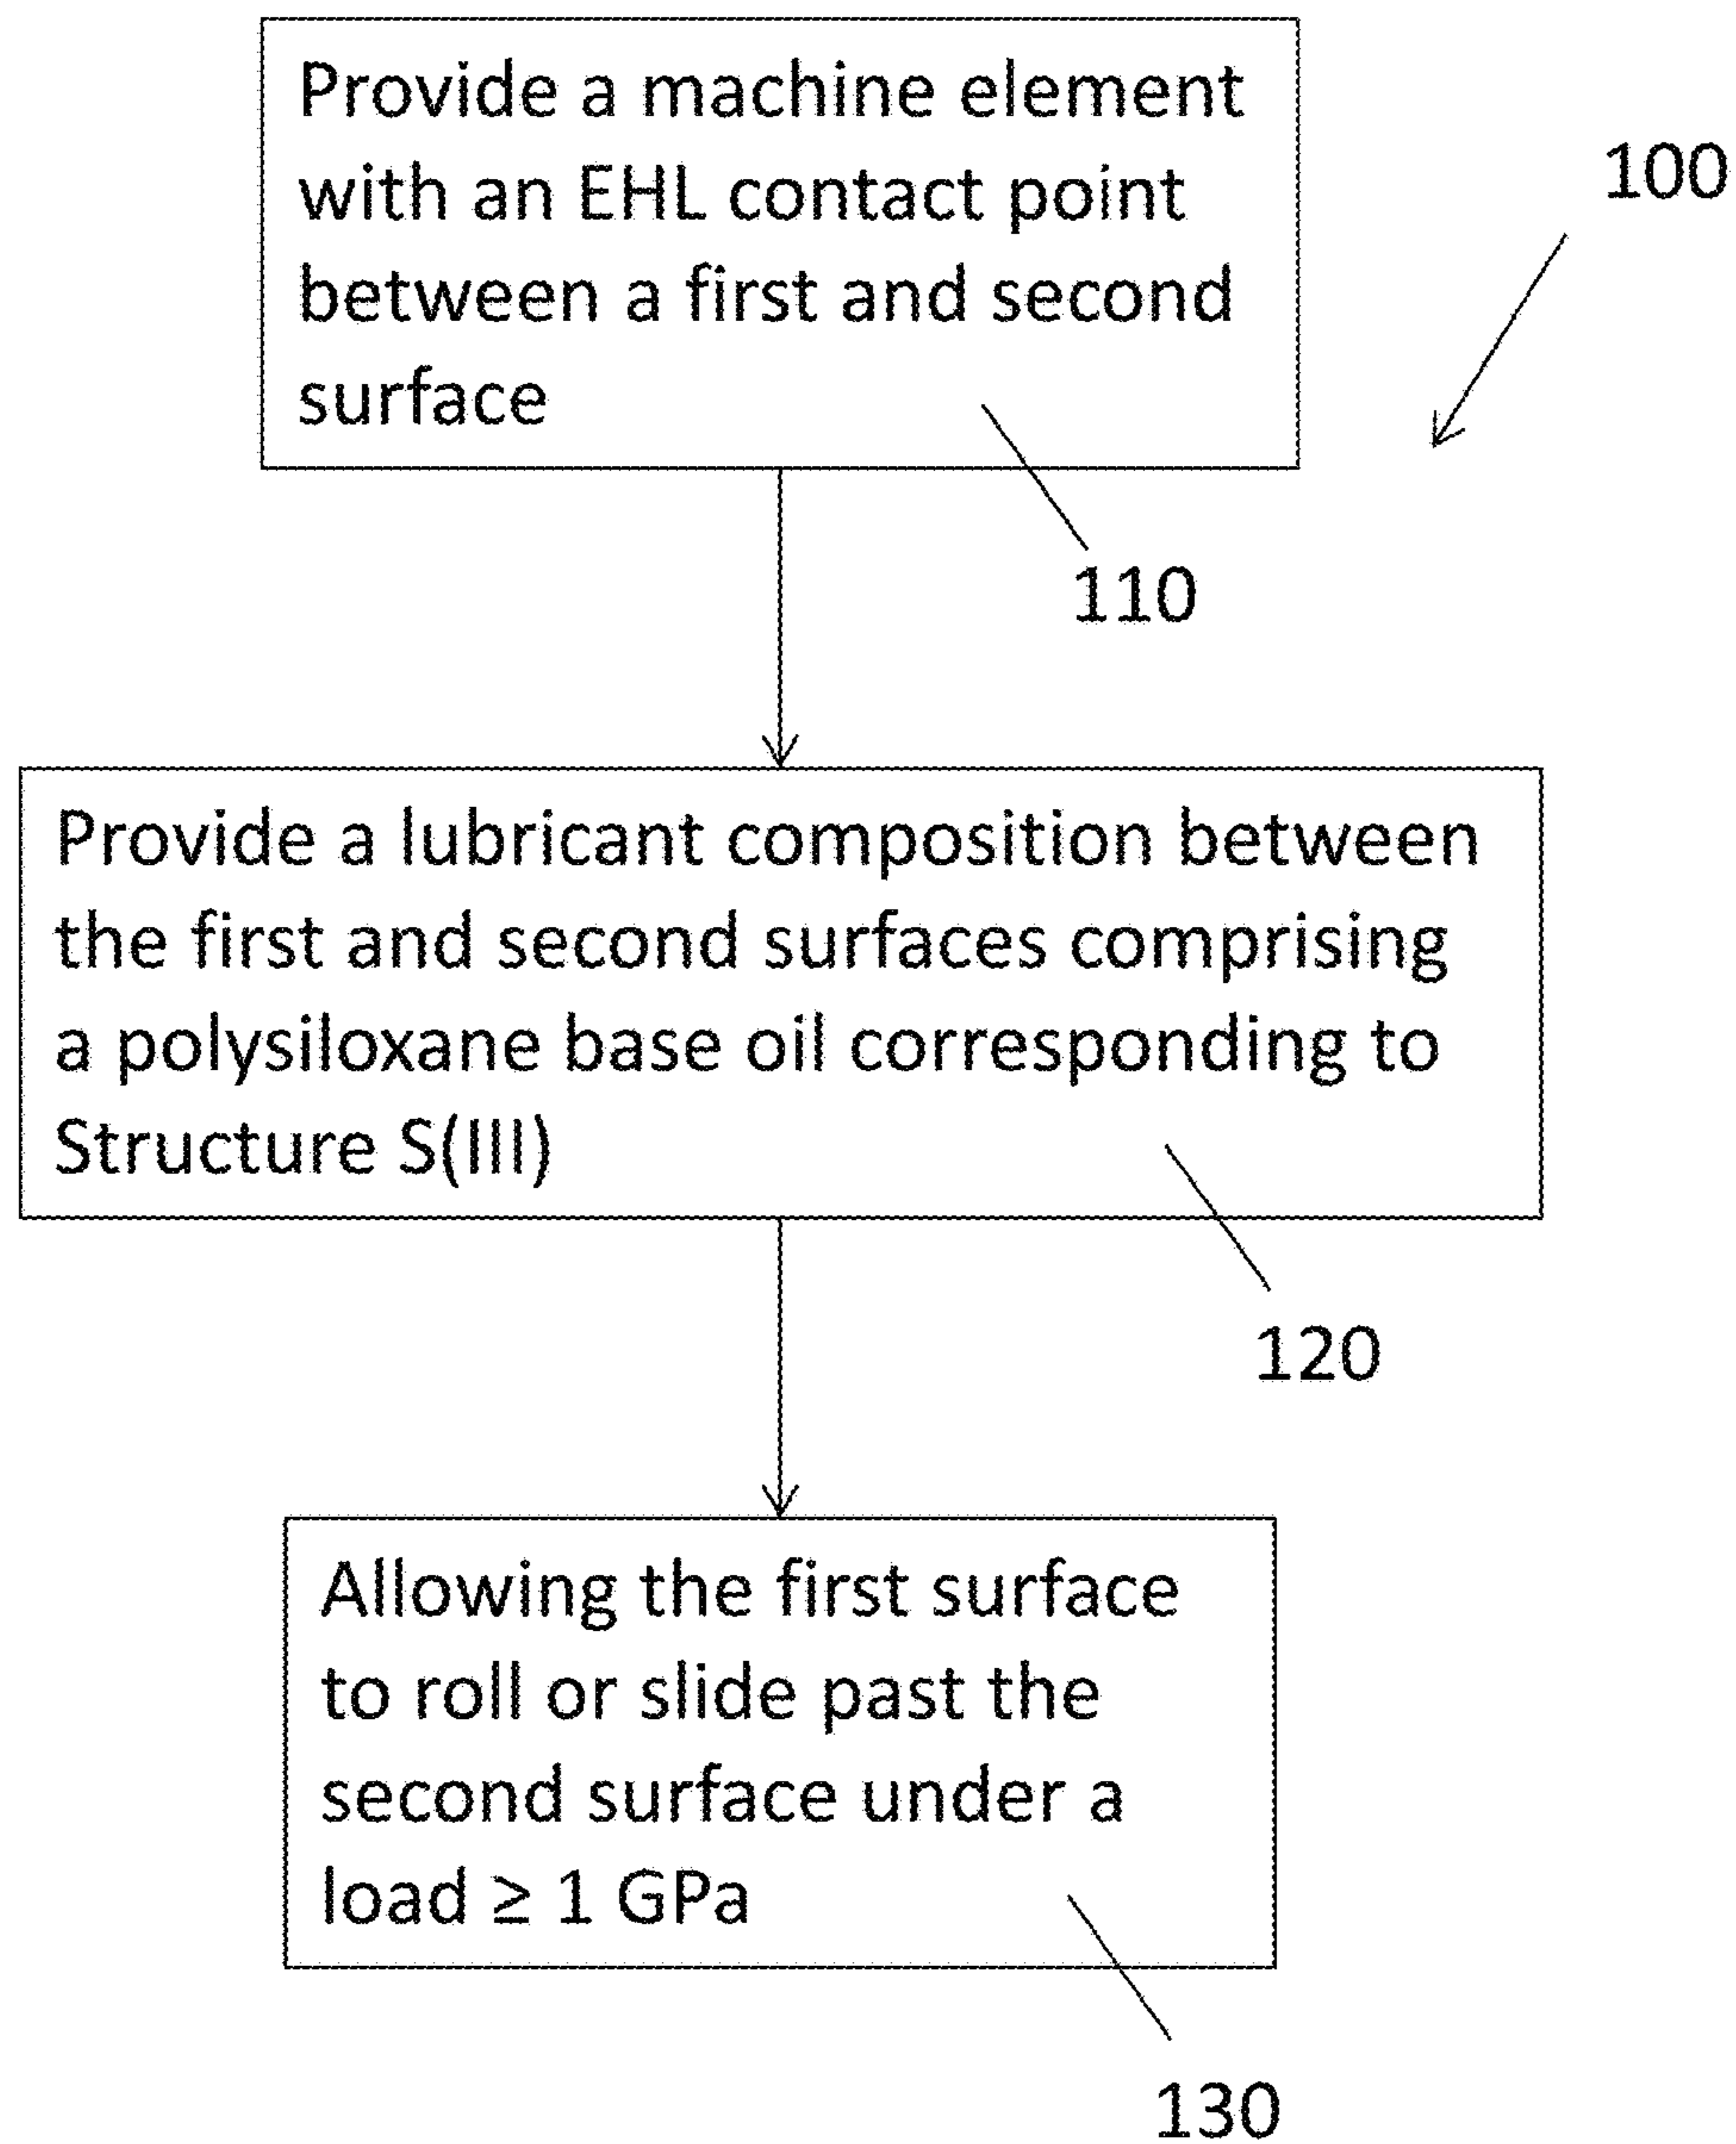 Provide a machine element
with an EHL contact point
between a first and second
surface
100
110
Provide a lubricant composition between
the first and second surfaces comprising
a polysiloxane base oil corresponding to
Structure S(III)
120
Allowing the first surface
to roll or slide past the
second surface under a
load ≥ 1 GPa
130